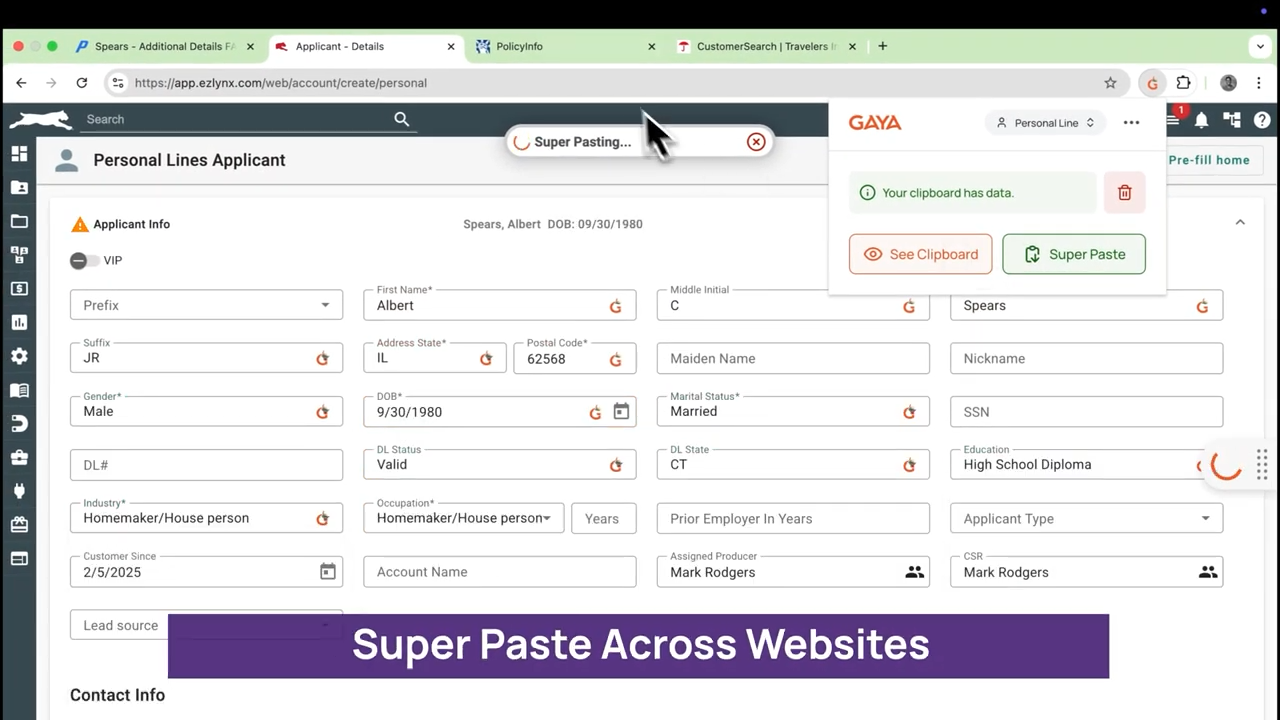 Spears - Additional Details FA
Applicant - Details
PolicyInfo
CustomerSearch | Travelers I
https://app.ezlynx.com/web/account/create/personal
Search
Super Pasting...
GAYA
Personal Line
1
Personal Lines Applicant
Pre-fill home
Your clipboard has data.
See Clipboard
Super Paste
Applicant Info
Spears, Albert DOB: 09/30/1980
VIP
Prefix
First Name*
Albert
Middle Initial
C
Spears
Suffix
JR
Address State*
IL
Postal Code*
62568
Maiden Name
Nickname
Gender*
Male
DOB*
9/30/1980
Marital Status*
Married
SSN
DL#
DL Status
Valid
DL State
CT
Education
High School Diploma
Industry*
Homemaker/House person
Occupation*
Homemaker/House person
Years
Prior Employer In Years
Applicant Type
Customer Since
2/5/2025
Account Name
Assigned Producer
Mark Rodgers
CSR
Mark Rodgers
Lead source
Super Paste Across Websites
Contact Info